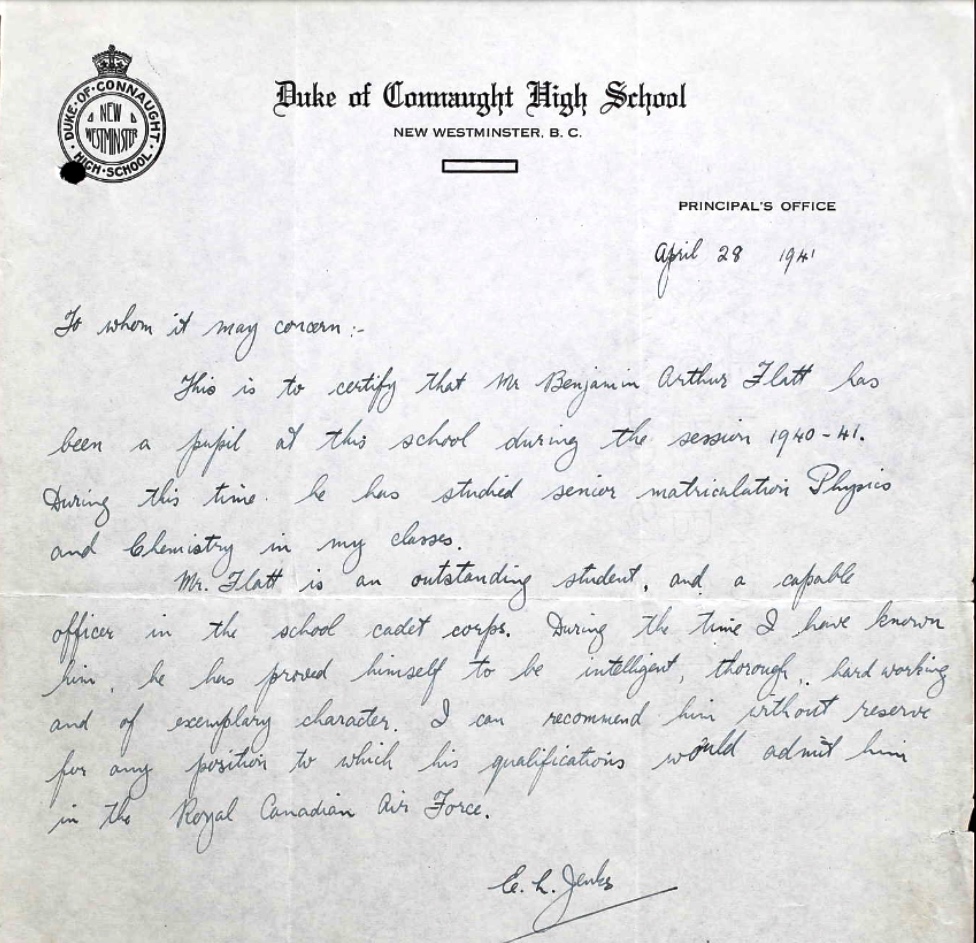 DUKE·OF·CONNAUGHT·
HIGH·SCHOOL·
NEW
WESTMINSTER
Duke of Connaught High School
NEW WESTMINSTER, B. C.
PRINCIPAL'S OFFICE
April 28 1941
To whom it may concern :-
This is to certify that Mr Benjamin Arthur Flatt has
been a pupil at this school during the session 1940-41.
During this time he has studied senior matriculation Physics
and Chemistry in my classes.
Mr. Flatt is an outstanding student, and a capable
officer in the school cadet corps. During the time I have known
him, he has proved himself to be intelligent, thorough, hard working
and of exemplary character. I can recommend him without reserve
for any position to which his qualifications would admit him
in the Royal Canadian Air Force.
E. L. Jenks